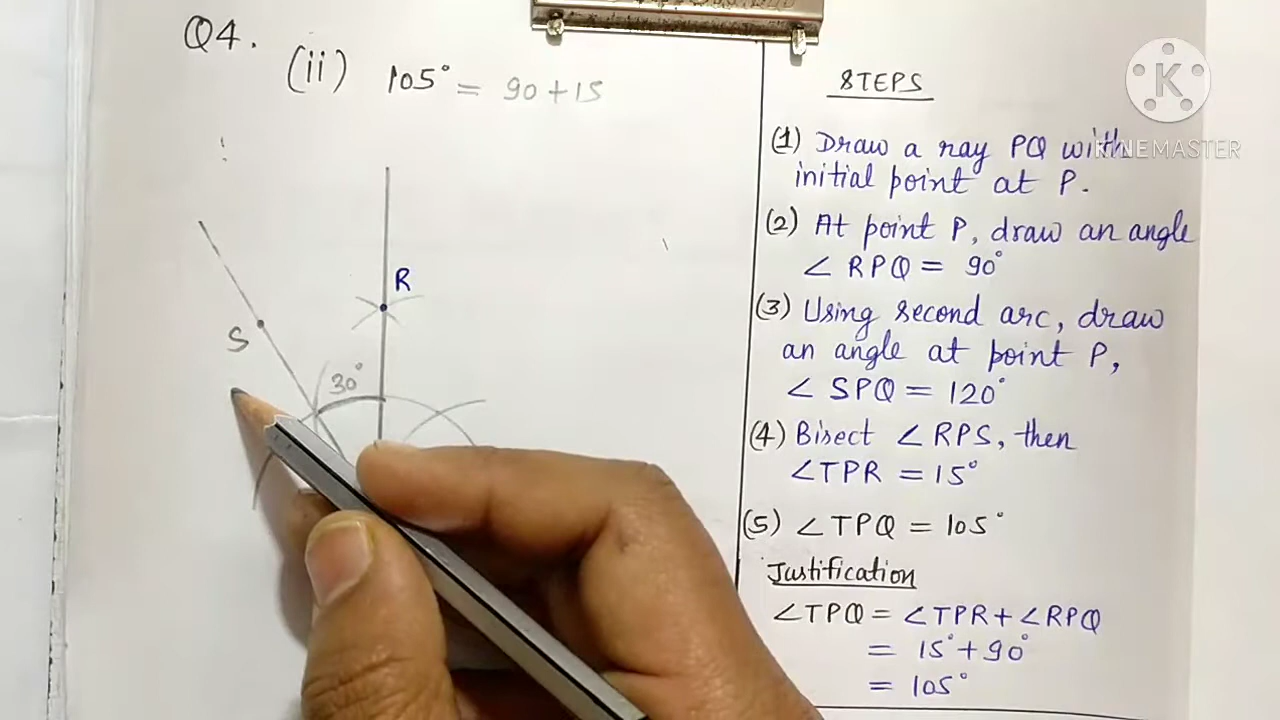 Q4.
(ii) 105° = 90 + 15
R
S
30°
STEPS
(1) Draw a ray PQ with
initial point at P.
(2) At point P, draw an angle
∠ RPQ = 90°
(3) Using second arc, draw
an angle at point P,
∠ SPQ = 120°
(4) Bisect ∠RPS, then
∠TPR = 15°
(5) ∠TPQ = 105°
Justification
∠TPQ = ∠TPR + ∠RPQ
= 15° + 90°
= 105°
K
KINEMASTER